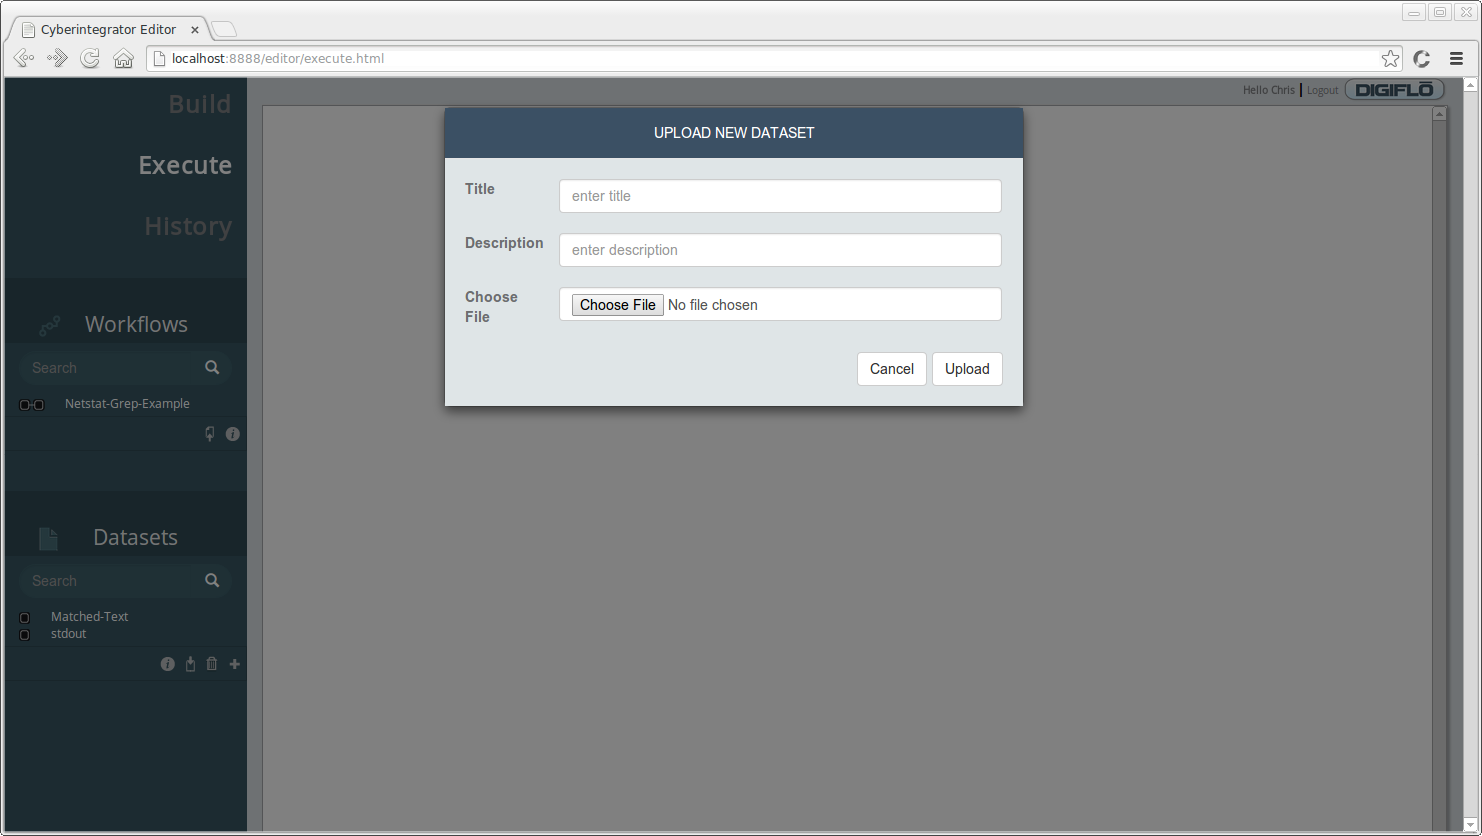 Cyberintegrator Editor
localhost:8888/editor/execute.html
Hello Chris | Logout DIGIFLŌ
Build
Execute
History
Workflows
Search
Netstat-Grep-Example
Datasets
Search
Matched-Text
stdout
UPLOAD NEW DATASET
Title
enter title
Description
enter description
Choose
File
Choose File No file chosen
Cancel Upload